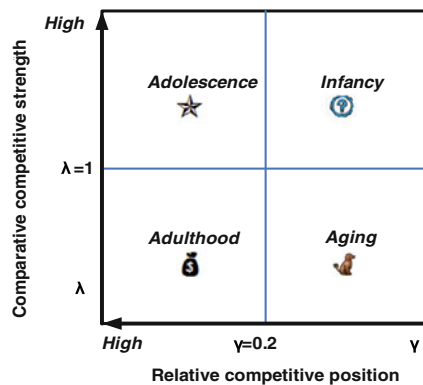 High
Comparative competitive strength
Adolescence
Infancy
?
λ=1
Adulthood
Aging
$
λ
High
γ=0.2
γ
Relative competitive position